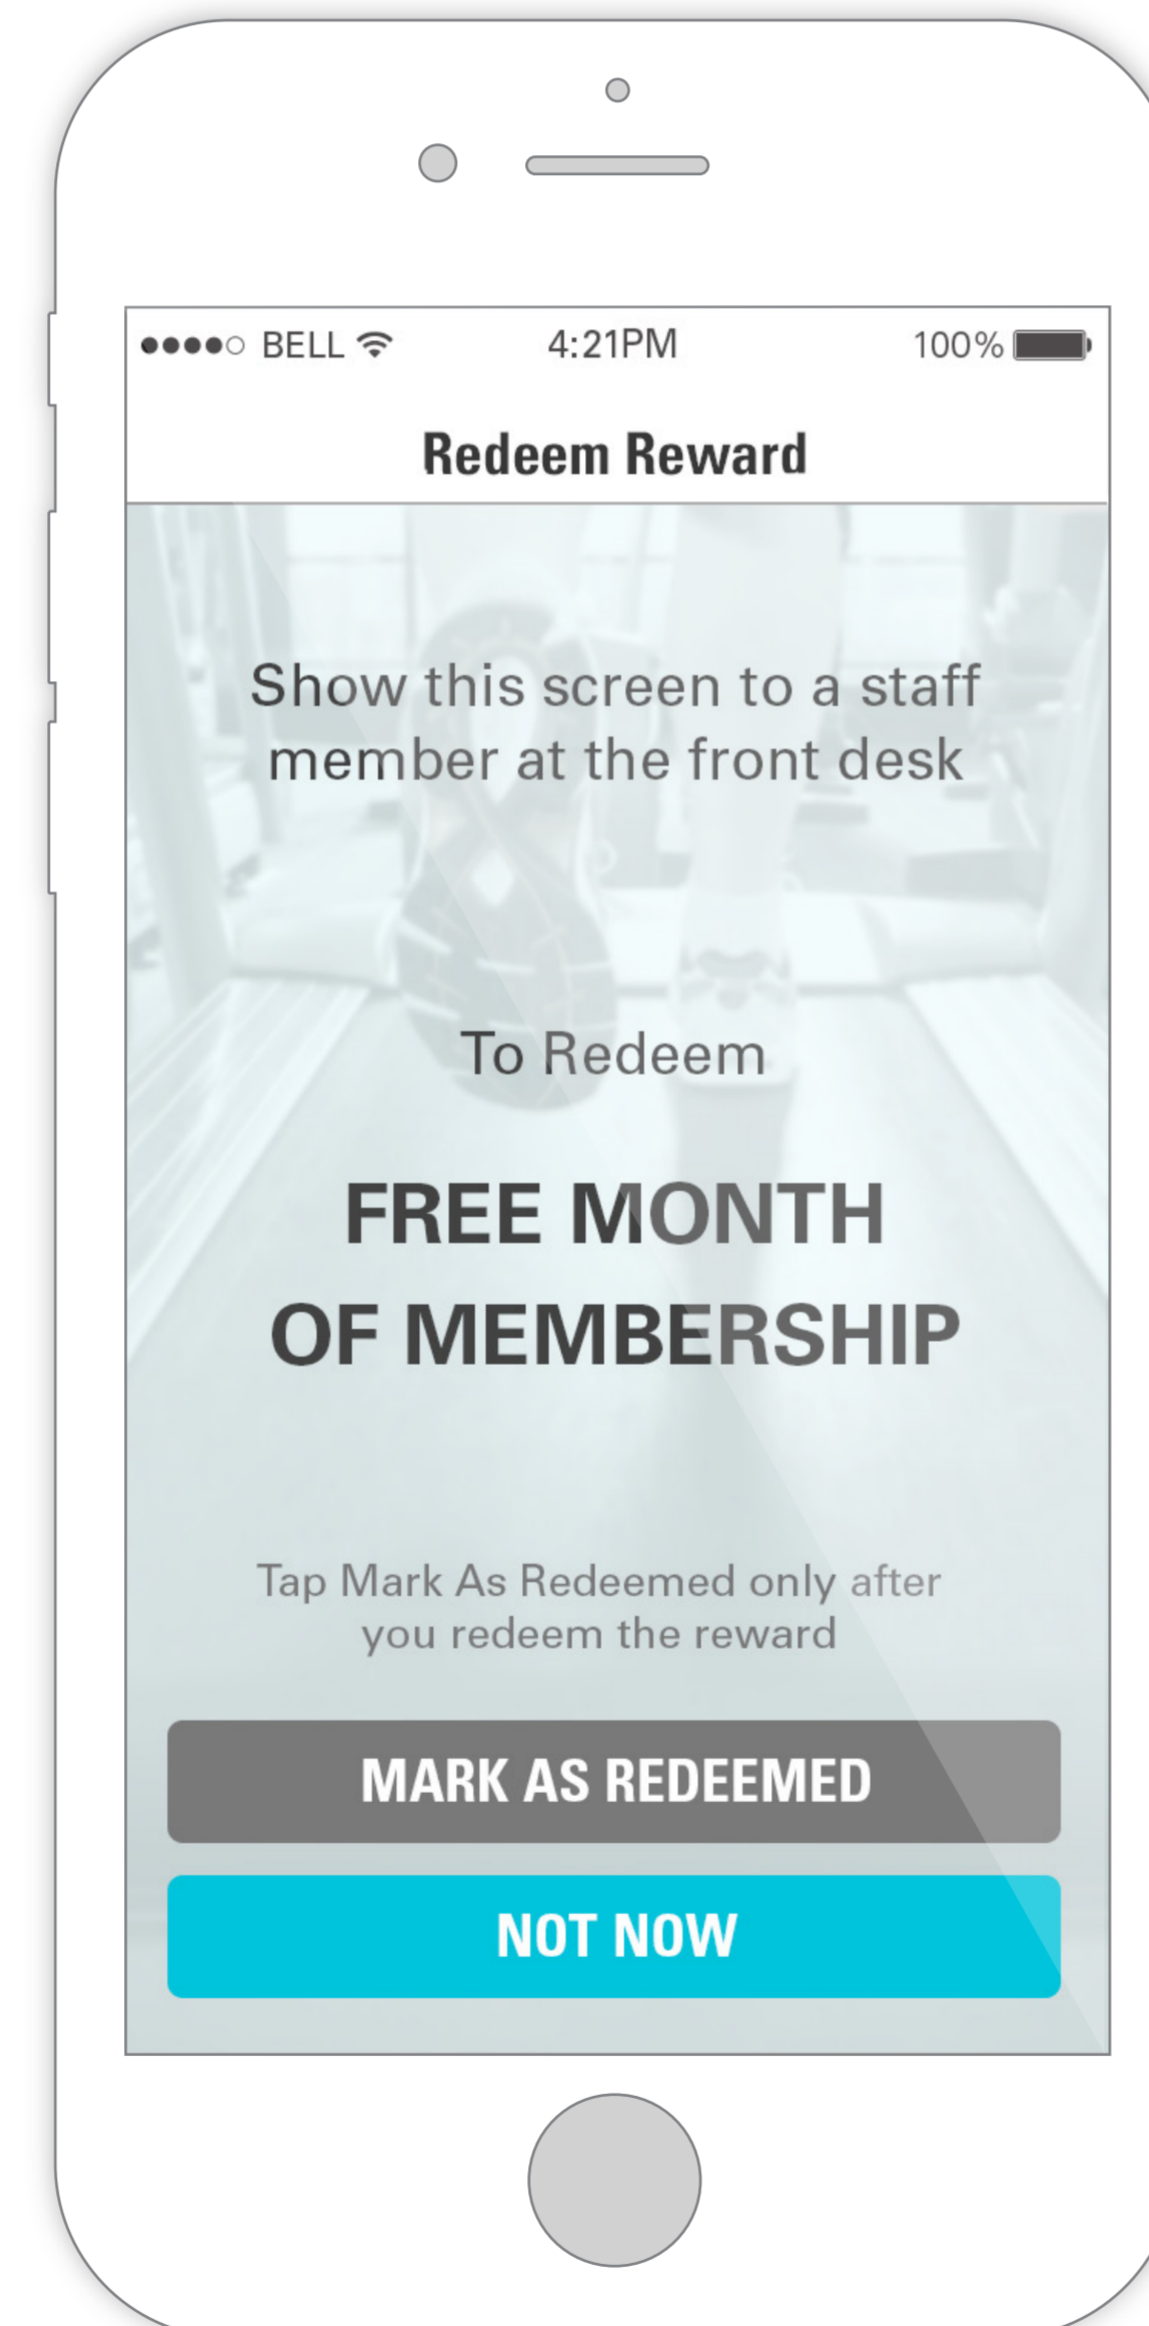 BELL 4:21PM 100%
Redeem Reward
Show this screen to a staff
member at the front desk
To Redeem
FREE MONTH
OF MEMBERSHIP
Tap Mark As Redeemed only after
you redeem the reward
MARK AS REDEEMED
NOT NOW